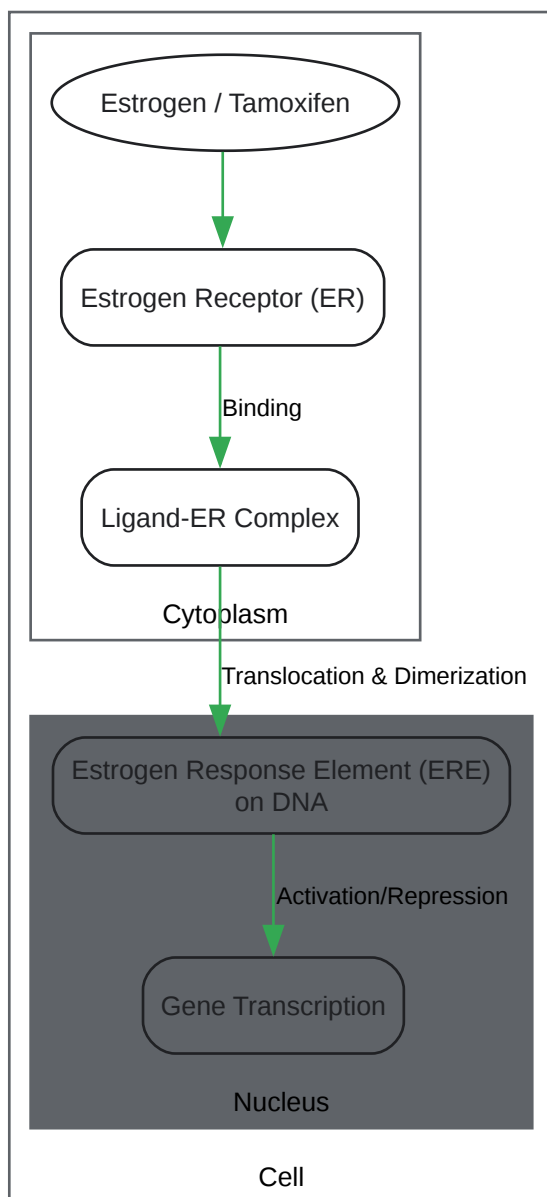 Estrogen / Tamoxifen
Estrogen Receptor (ER)
Binding
Ligand-ER Complex
Cytoplasm
Translocation & Dimerization
Estrogen Response Element (ERE)
on DNA
Activation/Repression
Gene Transcription
Nucleus
Cell